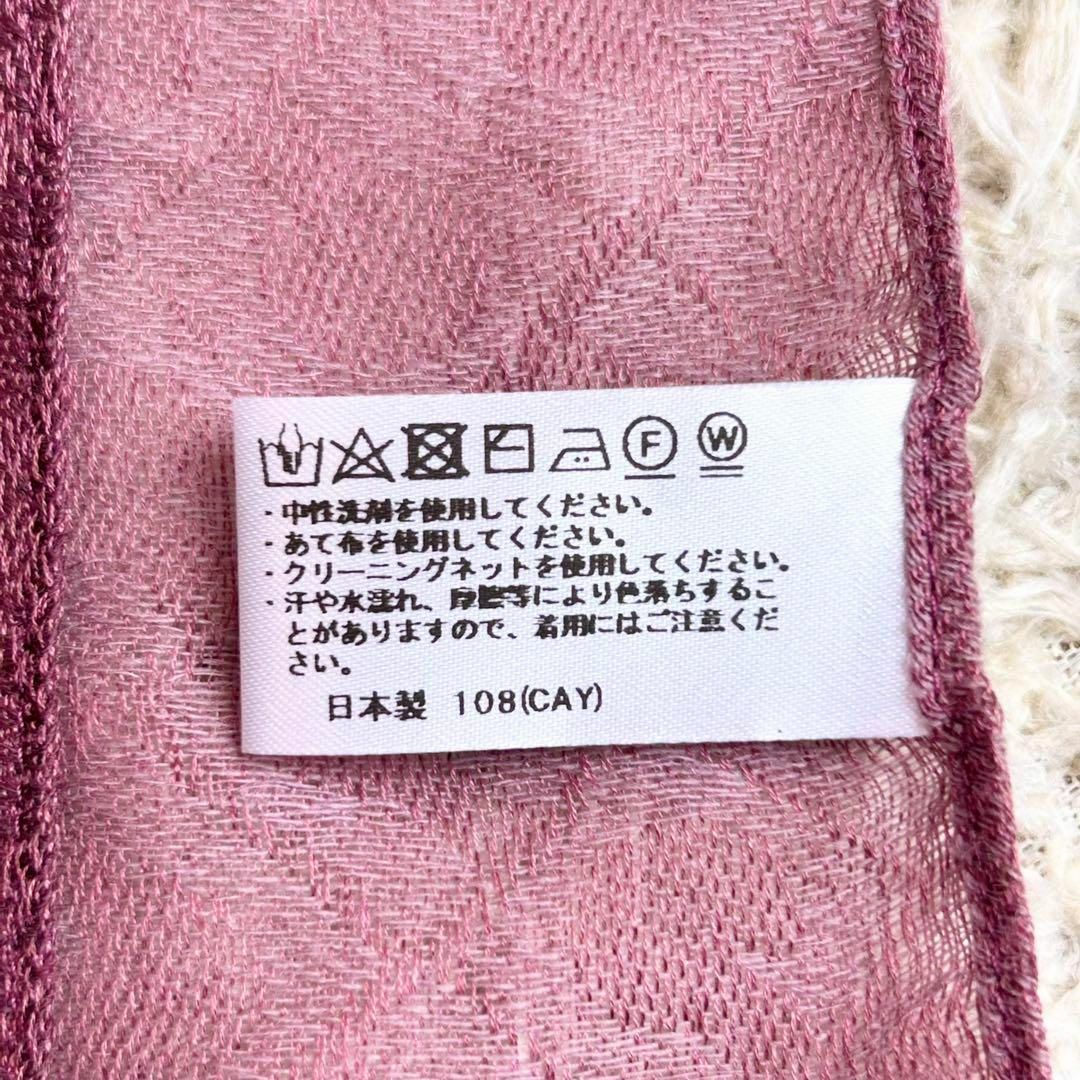 F W
・中性洗剤を使用してください。
・あて布を使用してください。
・クリーニングネットを使用してください。
・汗や水濡れ、摩擦等により色落ちするこ
とがありますので、着用にはご注意くだ
さい。
日本製 108(CAY)